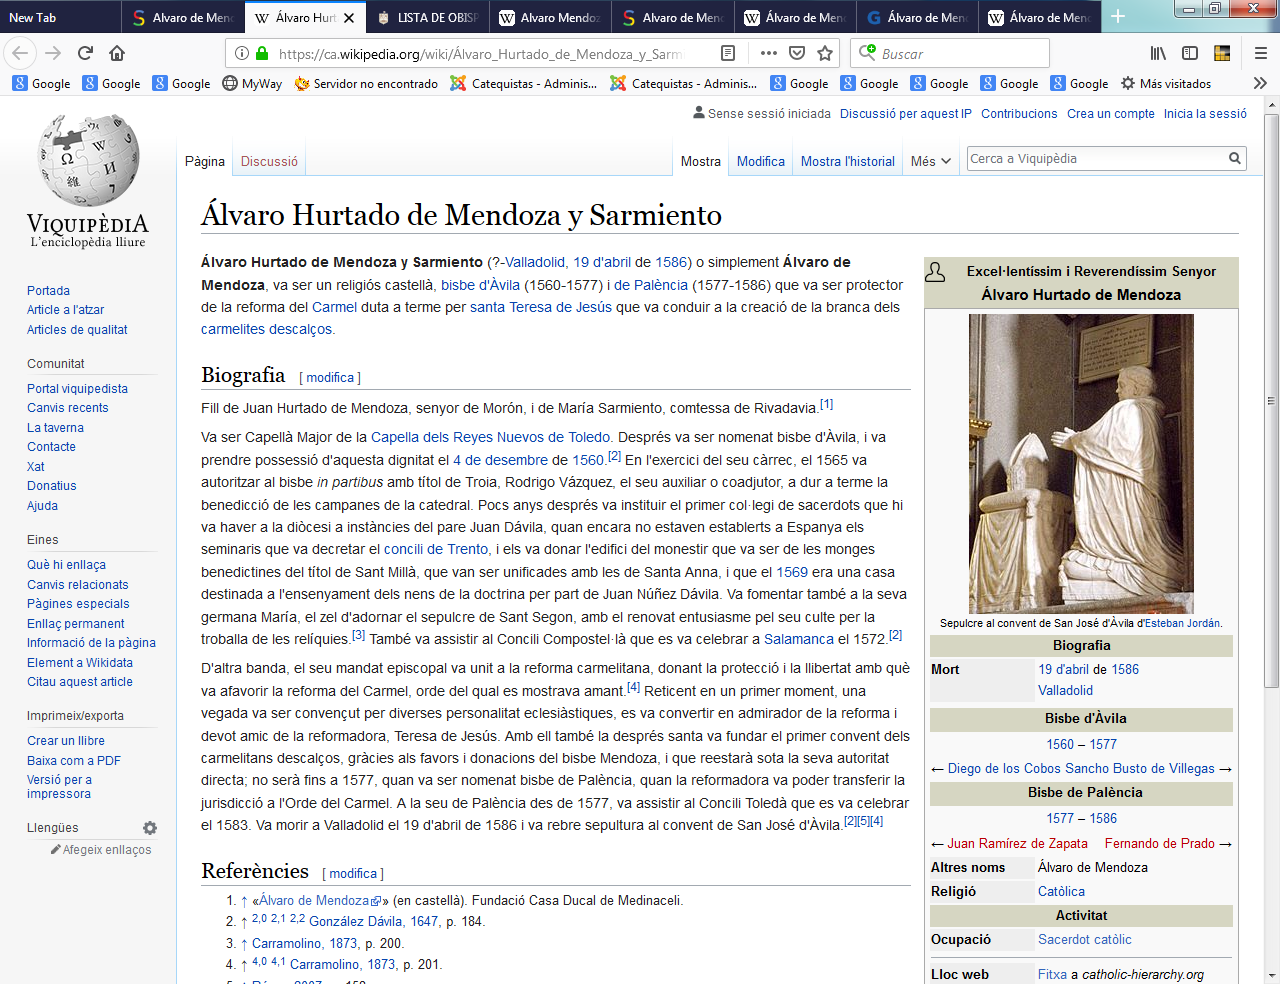 New Tab
Alvaro de Men
Álvaro Hurt
LISTA DE OBISP
Alvaro Mendoz
Alvaro de Men
Álvaro de Men
Álvaro de Men
Álvaro de Men
https://ca.wikipedia.org/wiki/Álvaro_Hurtado_de_Mendoza_y_Sarm
Buscar
Google
Google
Google
MyWay
Servidor no encontrado
Catequistas - Adminis...
Catequistas - Adminis...
Google
Google
Google
Google
Google
Más visitados
Sense sessió iniciada Discussió per aquest IP Contribucions Crea un compte Inicia la sessió
Pàgina Discussió
Mostra Modifica Mostra l'historial Més
Cerca a Viquipèdia
VIQUIPÈDIA
L'enciclopèdia lliure
Portada
Article a l'atzar
Articles de qualitat
Comunitat
Portal viquipedista
Canvis recents
La taverna
Contacte
Xat
Donatius
Ajuda
Eines
Què hi enllaça
Canvis relacionats
Pàgines especials
Enllaç permanent
Informació de la pàgina
Element a Wikidata
Citau aquest article
Imprimeix/exporta
Crear un llibre
Baixa com a PDF
Versió per a
impressora
Llengües
Afegeix enllaços
Álvaro Hurtado de Mendoza y Sarmiento
Álvaro Hurtado de Mendoza y Sarmiento (?-Valladolid, 19 d'abril de 1586) o simplement Álvaro de
Mendoza, va ser un religiós castellà, bisbe d'Àvila (1560-1577) i de Palència (1577-1586) que va ser protector
de la reforma del Carmel duta a terme per santa Teresa de Jesús que va conduir a la creació de la branca dels
carmelites descalços.
Biografia [ modifica ]
Fill de Juan Hurtado de Mendoza, senyor de Morón, i de María Sarmiento, comtessa de Rivadavia.[1]
Va ser Capellà Major de la Capella dels Reyes Nuevos de Toledo. Després va ser nomenat bisbe d'Àvila, i va
prendre possessió d'aquesta dignitat el 4 de desembre de 1560.[2] En l'exercici del seu càrrec, el 1565 va
autoritzar al bisbe in partibus amb títol de Troia, Rodrigo Vázquez, el seu auxiliar o coadjutor, a dur a terme la
benedicció de les campanes de la catedral. Pocs anys després va instituir el primer col·legi de sacerdots que hi
va haver a la diòcesi a instàncies del pare Juan Dávila, quan encara no estaven establerts a Espanya els
seminaris que va decretar el concili de Trento, i els va donar l'edifici del monestir que va ser de les monges
benedictines del títol de Sant Millà, que van ser unificades amb les de Santa Anna, i que el 1569 era una casa
destinada a l'ensenyament dels nens de la doctrina per part de Juan Núñez Dávila. Va fomentar també a la seva
germana María, el zel d'adornar el sepulcre de Sant Segon, amb el renovat entusiasme pel seu culte per la
troballa de les relíquies.[3] També va assistir al Concili Compostel·là que es va celebrar a Salamanca el 1572.[2]
D'altra banda, el seu mandat episcopal va unit a la reforma carmelitana, donant la protecció i la llibertat amb què
va afavorir la reforma del Carmel, orde del qual es mostrava amant.[4] Reticent en un primer moment, una
vegada va ser convençut per diverses personalitat eclesiàstiques, es va convertir en admirador de la reforma i
devot amic de la reformadora, Teresa de Jesús. Amb ell també la després santa va fundar el primer convent dels
carmelitans descalços, gràcies als favors i donacions del bisbe Mendoza, i que reestarà sota la seva autoritat
directa; no serà fins a 1577, quan va ser nomenat bisbe de Palència, quan la reformadora va poder transferir la
jurisdicció a l'Orde del Carmel. A la seu de Palència des de 1577, va assistir al Concili Toledà que es va celebrar
el 1583. Va morir a Valladolid el 19 d'abril de 1586 i va rebre sepultura al convent de San José d'Àvila.[2][5][4]
Referències [ modifica ]
1. ↑ «Álvaro de Mendoza» (en castellà). Fundació Casa Ducal de Medinaceli.
2. ↑ 2,0 2,1 2,2 González Dávila, 1647, p. 184.
3. ↑ Carramolino, 1873, p. 200.
4. ↑ 4,0 4,1 Carramolino, 1873, p. 201.
Excel·lentíssim i Reverendíssim Senyor
Álvaro Hurtado de Mendoza
Sepulcre al convent de San José d'Àvila d'Esteban Jordán.
Biografia
Mort 19 d'abril de 1586
Valladolid
Bisbe d'Àvila
1560 – 1577
← Diego de los Cobos Sancho Busto de Villegas →
Bisbe de Palència
1577 – 1586
← Juan Ramírez de Zapata Fernando de Prado →
Altres noms Álvaro de Mendoza
Religió Catòlica
Activitat
Ocupació Sacerdot catòlic
Lloc web Fitxa a catholic-hierarchy.org